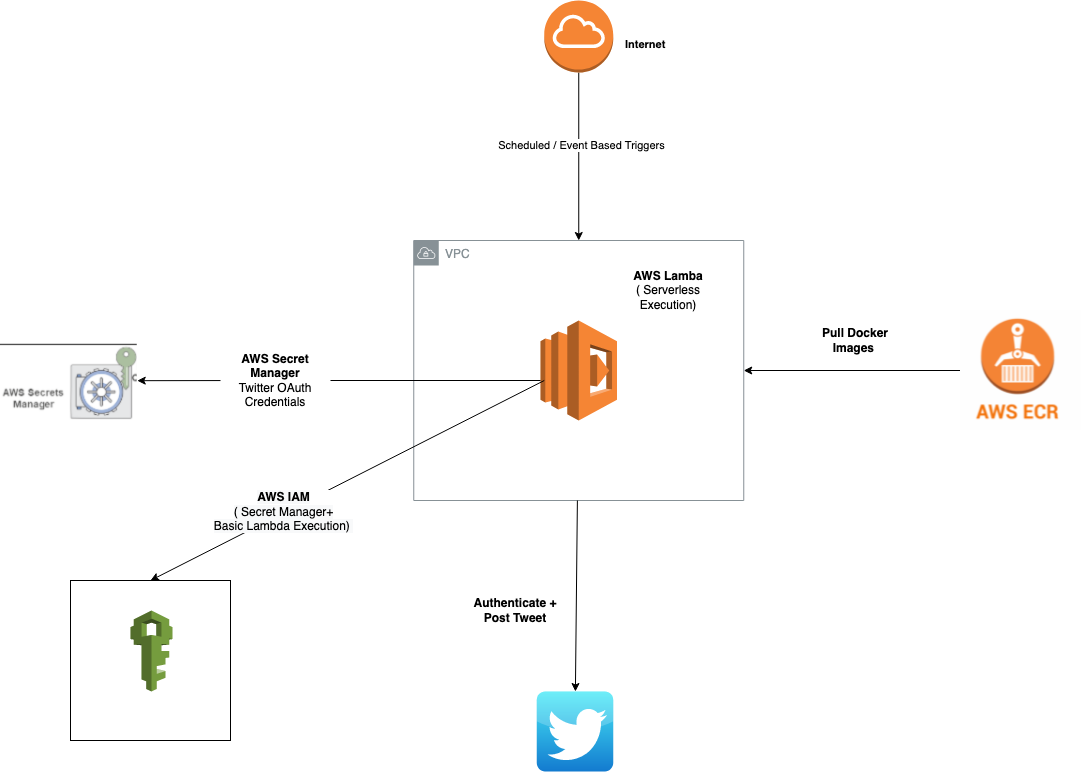 Internet
Scheduled / Event Based Triggers
VPC
AWS Lamba
( Serverless
Execution)
Pull Docker
Images
AWS ECR
AWS Secret
Manager
Twitter OAuth
Credentials
AWS Secrets
Manager
AWS IAM
( Secret Manager+
Basic Lambda Execution)
Authenticate +
Post Tweet